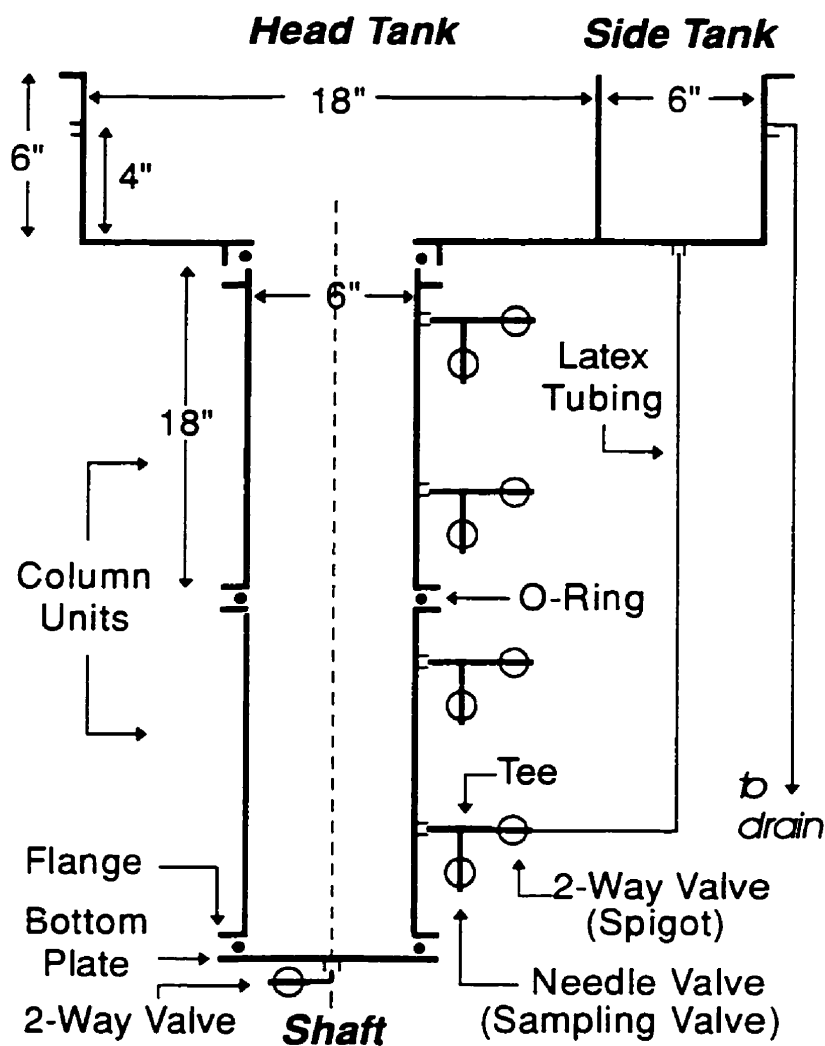 Head Tank
Side Tank
18"
6"
6"
4"
6"
18"
Latex
Tubing
Column
Units
O-Ring
Tee
to
drain
Flange
2-Way Valve
(Spigot)
Bottom
Plate
Needle Valve
(Sampling Valve)
2-Way Valve
Shaft